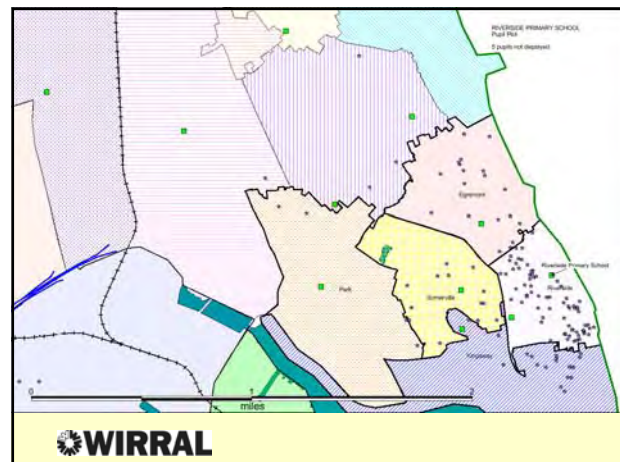 RIVERSIDE PRIMARY SCHOOL
Pupil Plot
5 pupils not displayed
Egremont
Riverside Primary School
Riverside
Park
Somerville
Kingsway
0 1 2
miles
WIRRAL